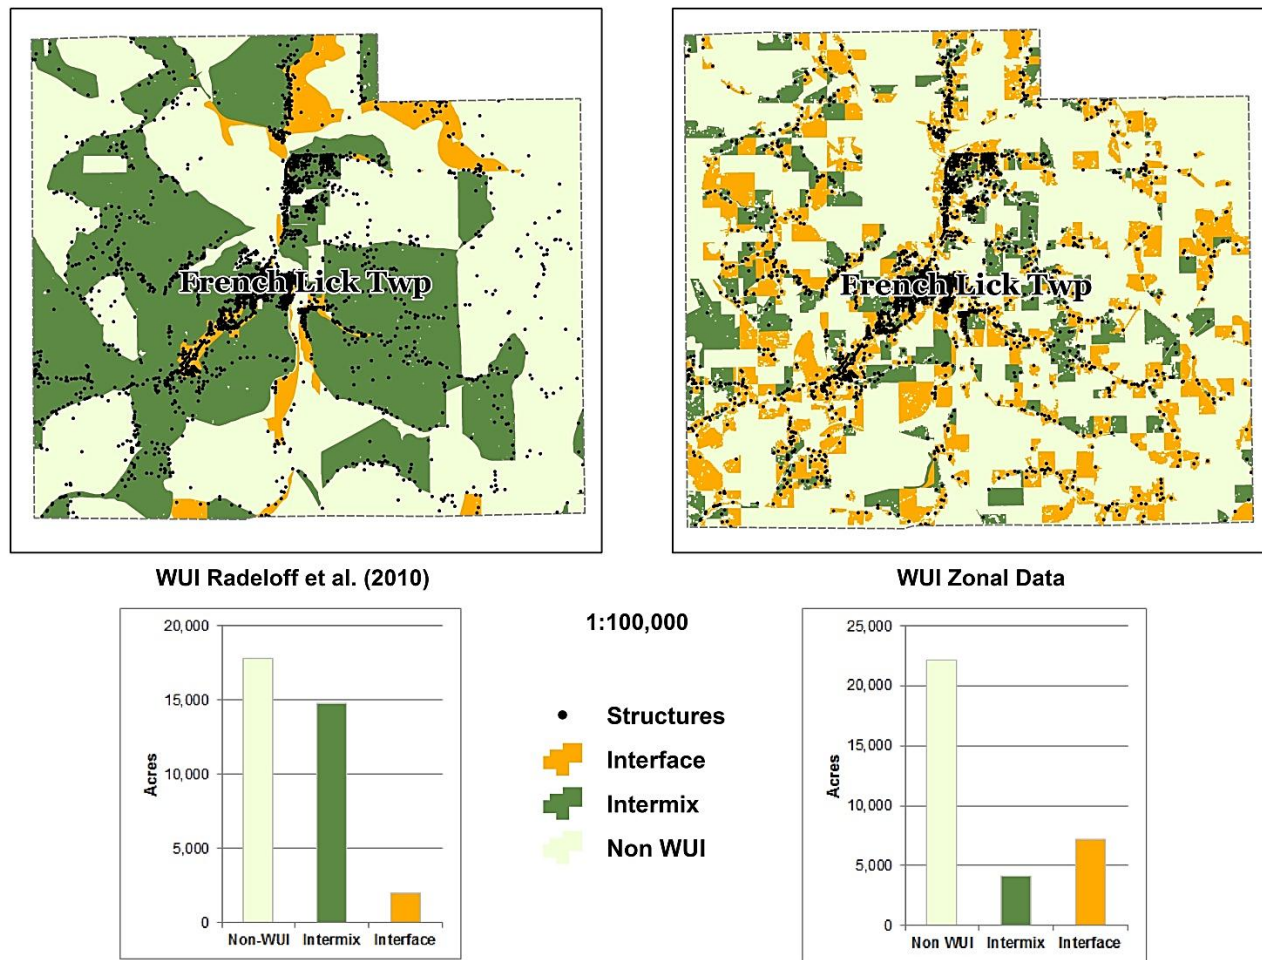 French Lick Twp
French Lick Twp
WUI Radeloff et al. (2010)
WUI Zonal Data
1:100,000
Structures
Interface
Intermix
Non WUI
20,000
15,000
10,000
5,000
0
Acres
Non-WUI Intermix Interface
25,000
20,000
15,000
10,000
5,000
0
Acres
Non WUI Intermix Interface